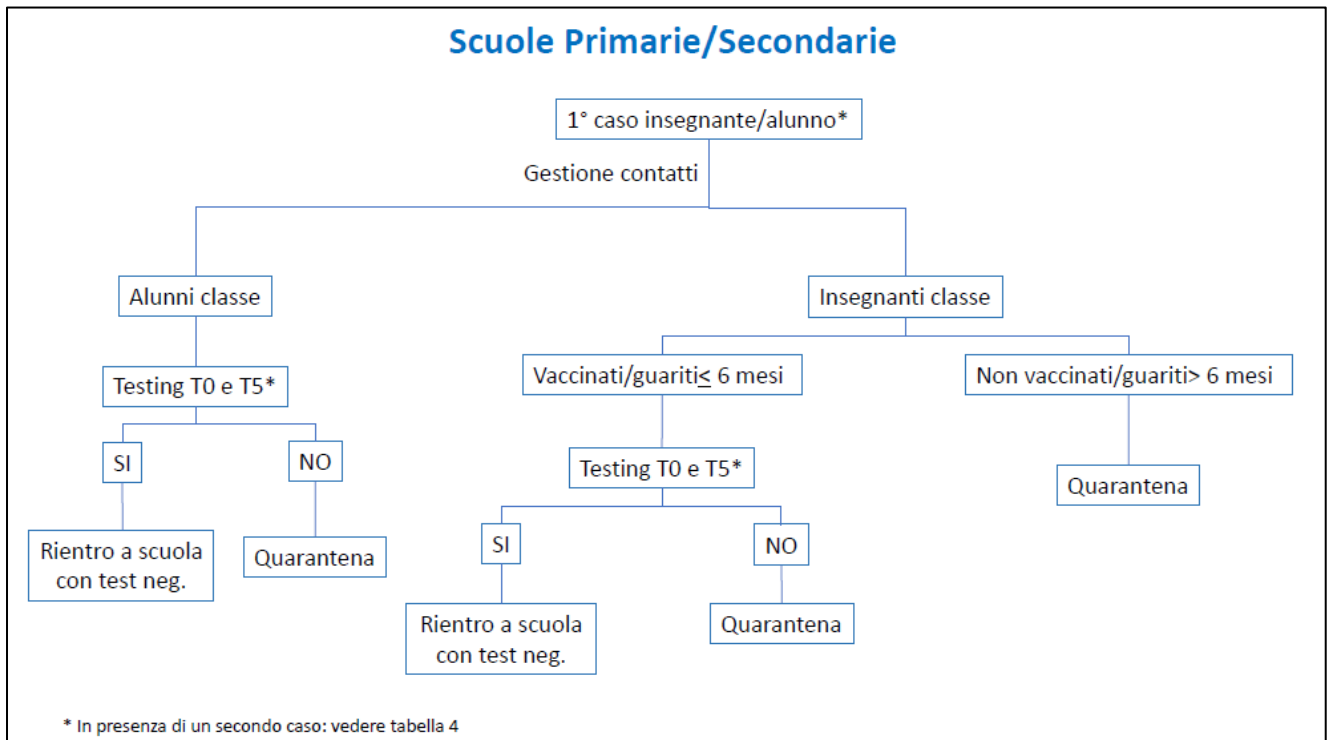 Scuole Primarie/Secondarie
1° caso insegnante/alunno*
Gestione contatti
Alunni classe
Insegnanti classe
Testing T0 e T5*
Vaccinati/guariti≤ 6 mesi
Non vaccinati/guariti> 6 mesi
SI
NO
Testing T0 e T5*
Quarantena
Rientro a scuola
con test neg.
Quarantena
SI
NO
Rientro a scuola
con test neg.
Quarantena
* In presenza di un secondo caso: vedere tabella 4